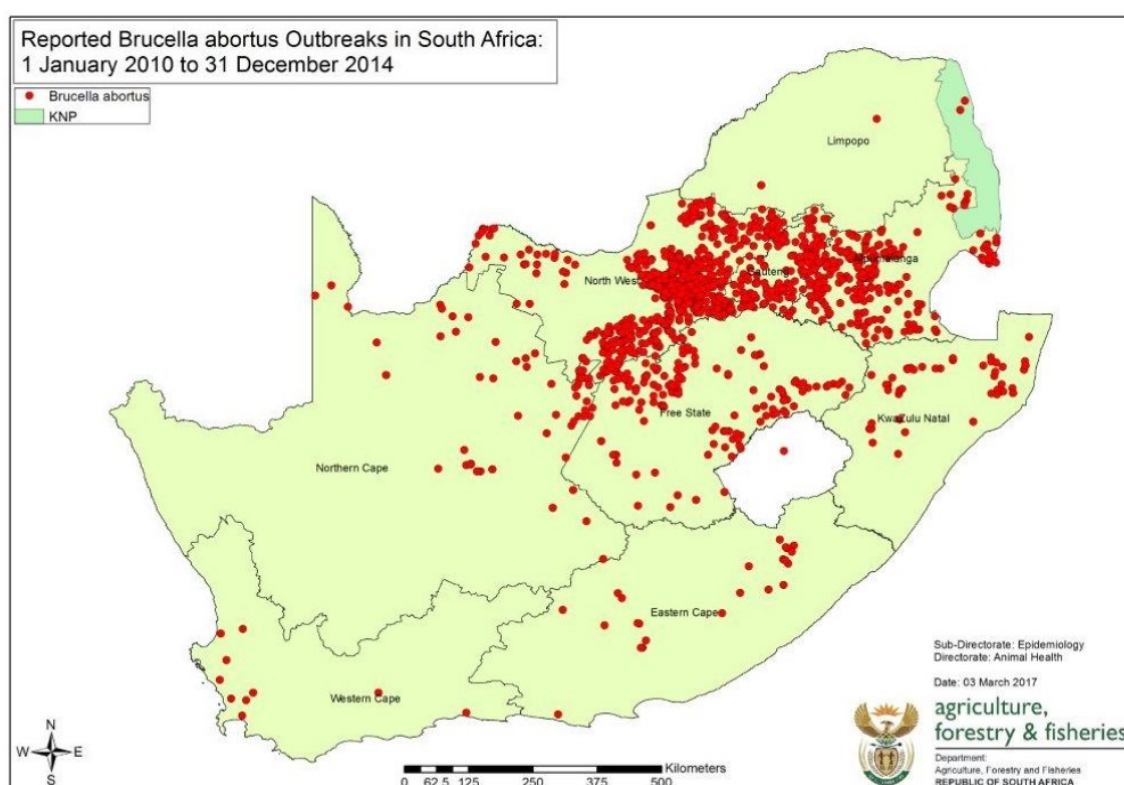 Reported Brucella abortus Outbreaks in South Africa:
1 January 2010 to 31 December 2014
Brucella abortus
KNP
Limpopo
North West
Gauteng
Mpumalanga
Free State
KwaZulu Natal
Northern Cape
Eastern Cape
Western Cape
Sub-Directorate: Epidemiology
Directorate: Animal Health
Date: 03 March 2017
agriculture,
forestry & fisheries
Department:
Agriculture, Forestry and Fisheries
REPUBLIC OF SOUTH AFRICA
N
W E
S
Kilometers
0 62.5 125 250 375 500